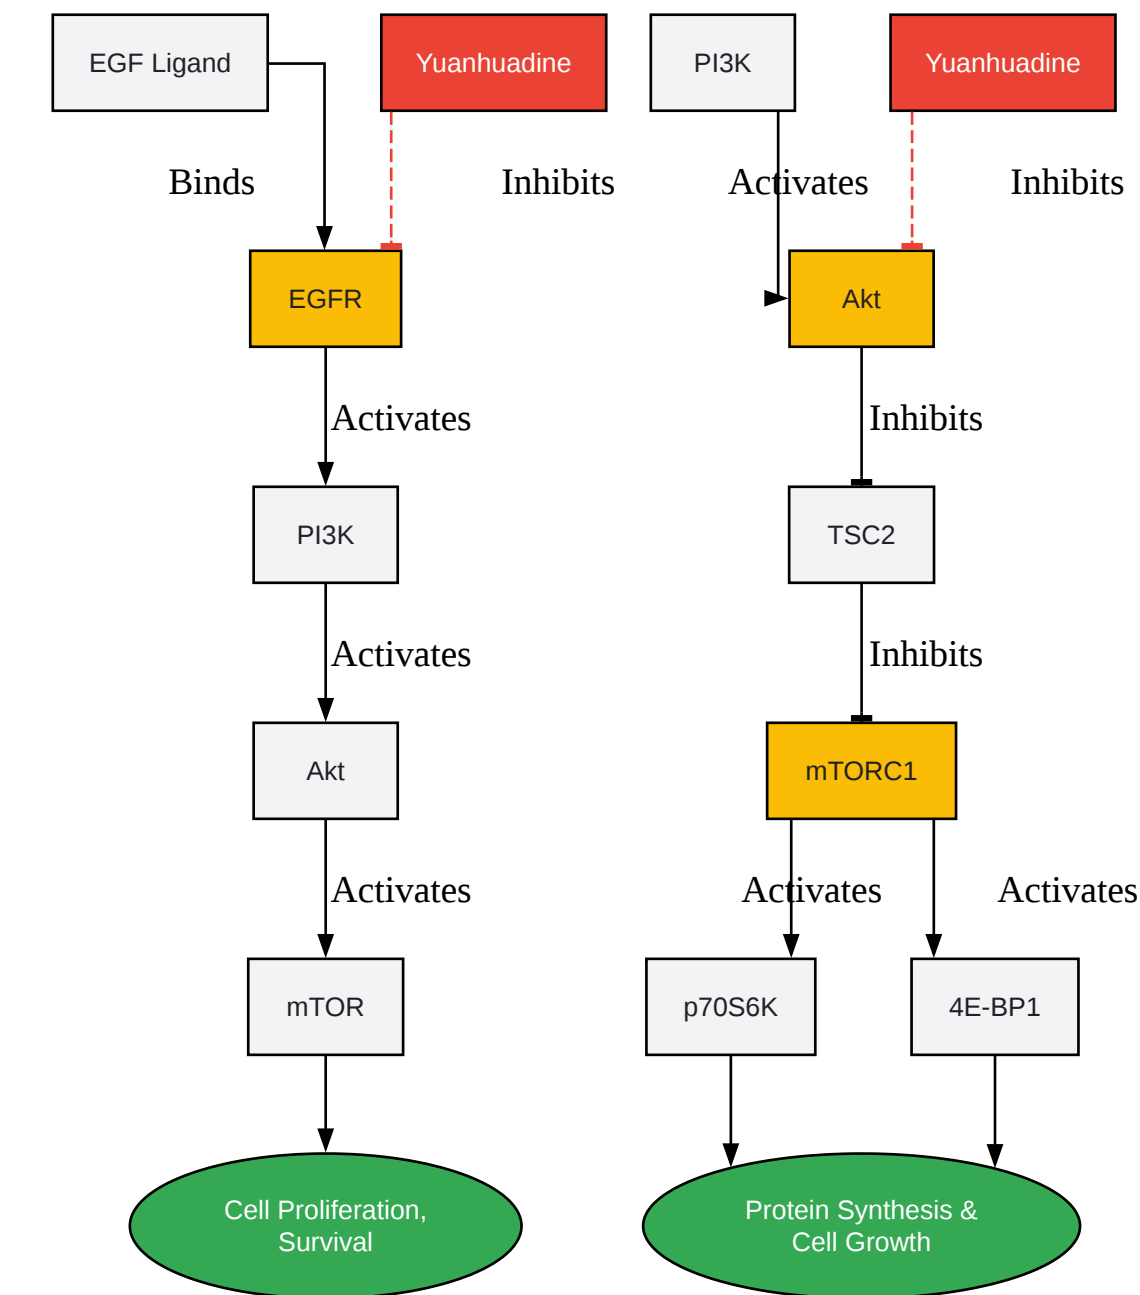 EGF Ligand
Yuanhuadine
PI3K
Yuanhuadine
Binds
Inhibits
Activates
Inhibits
EGFR
Akt
Activates
Inhibits
PI3K
TSC2
Activates
Inhibits
Akt
mTORC1
Activates
Activates
Activates
mTOR
p70S6K
4E-BP1
Cell Proliferation,
Survival
Protein Synthesis &
Cell Growth